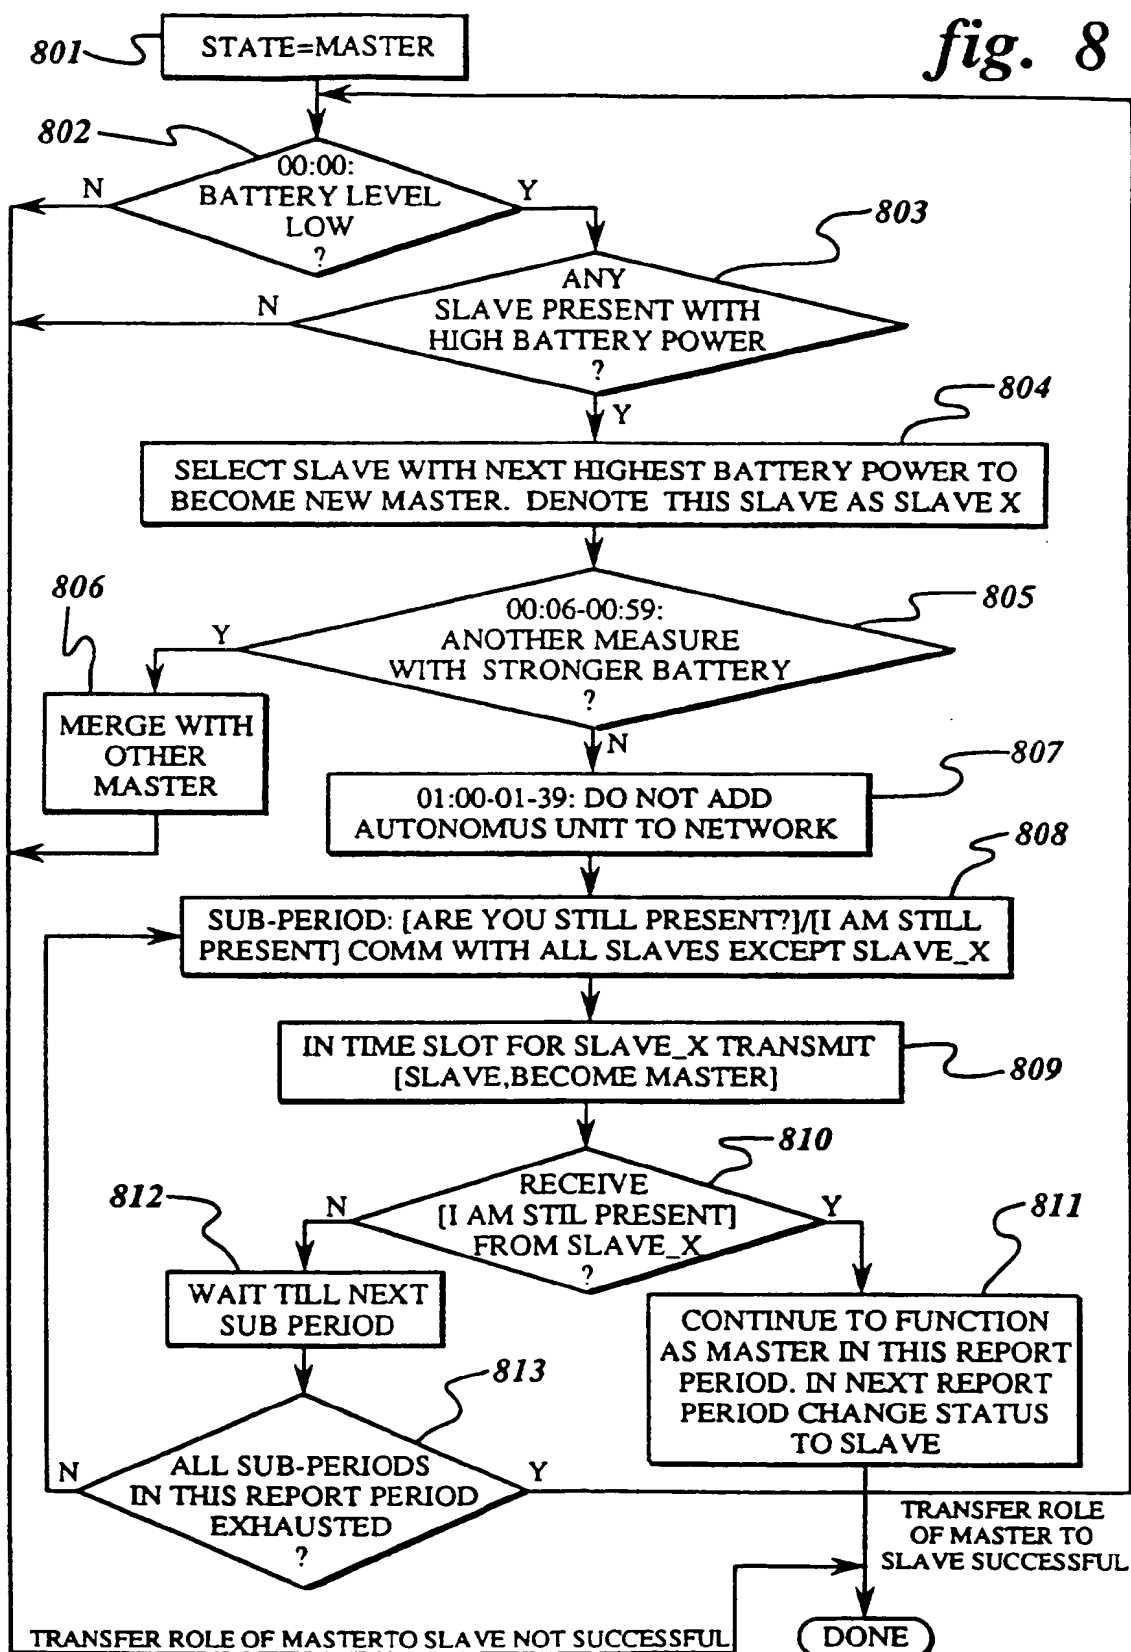 fig. 8
801
STATE=MASTER
802
00:00:
BATTERY LEVEL
LOW
?
N
Y
803
ANY
SLAVE PRESENT WITH
HIGH BATTERY POWER
?
N
Y
804
SELECT SLAVE WITH NEXT HIGHEST BATTERY POWER TO
BECOME NEW MASTER. DENOTE THIS SLAVE AS SLAVE X
805
00:06-00:59:
ANOTHER MEASURE
WITH STRONGER BATTERY
?
Y
N
806
MERGE WITH
OTHER
MASTER
807
01:00-01-39: DO NOT ADD
AUTONOMUS UNIT TO NETWORK
808
SUB-PERIOD: [ARE YOU STILL PRESENT?]/[I AM STILL
PRESENT] COMM WITH ALL SLAVES EXCEPT SLAVE_X
IN TIME SLOT FOR SLAVE_X TRANSMIT
[SLAVE,BECOME MASTER]
809
810
RECEIVE
[I AM STIL PRESENT]
FROM SLAVE_X
?
N
Y
812
WAIT TILL NEXT
SUB PERIOD
811
CONTINUE TO FUNCTION
AS MASTER IN THIS REPORT
PERIOD. IN NEXT REPORT
PERIOD CHANGE STATUS
TO SLAVE
813
ALL SUB-PERIODS
IN THIS REPORT PERIOD
EXHAUSTED
?
N
Y
TRANSFER ROLE
OF MASTER TO
SLAVE SUCCESSFUL
TRANSFER ROLE OF MASTERTO SLAVE NOT SUCCESSFUL
DONE